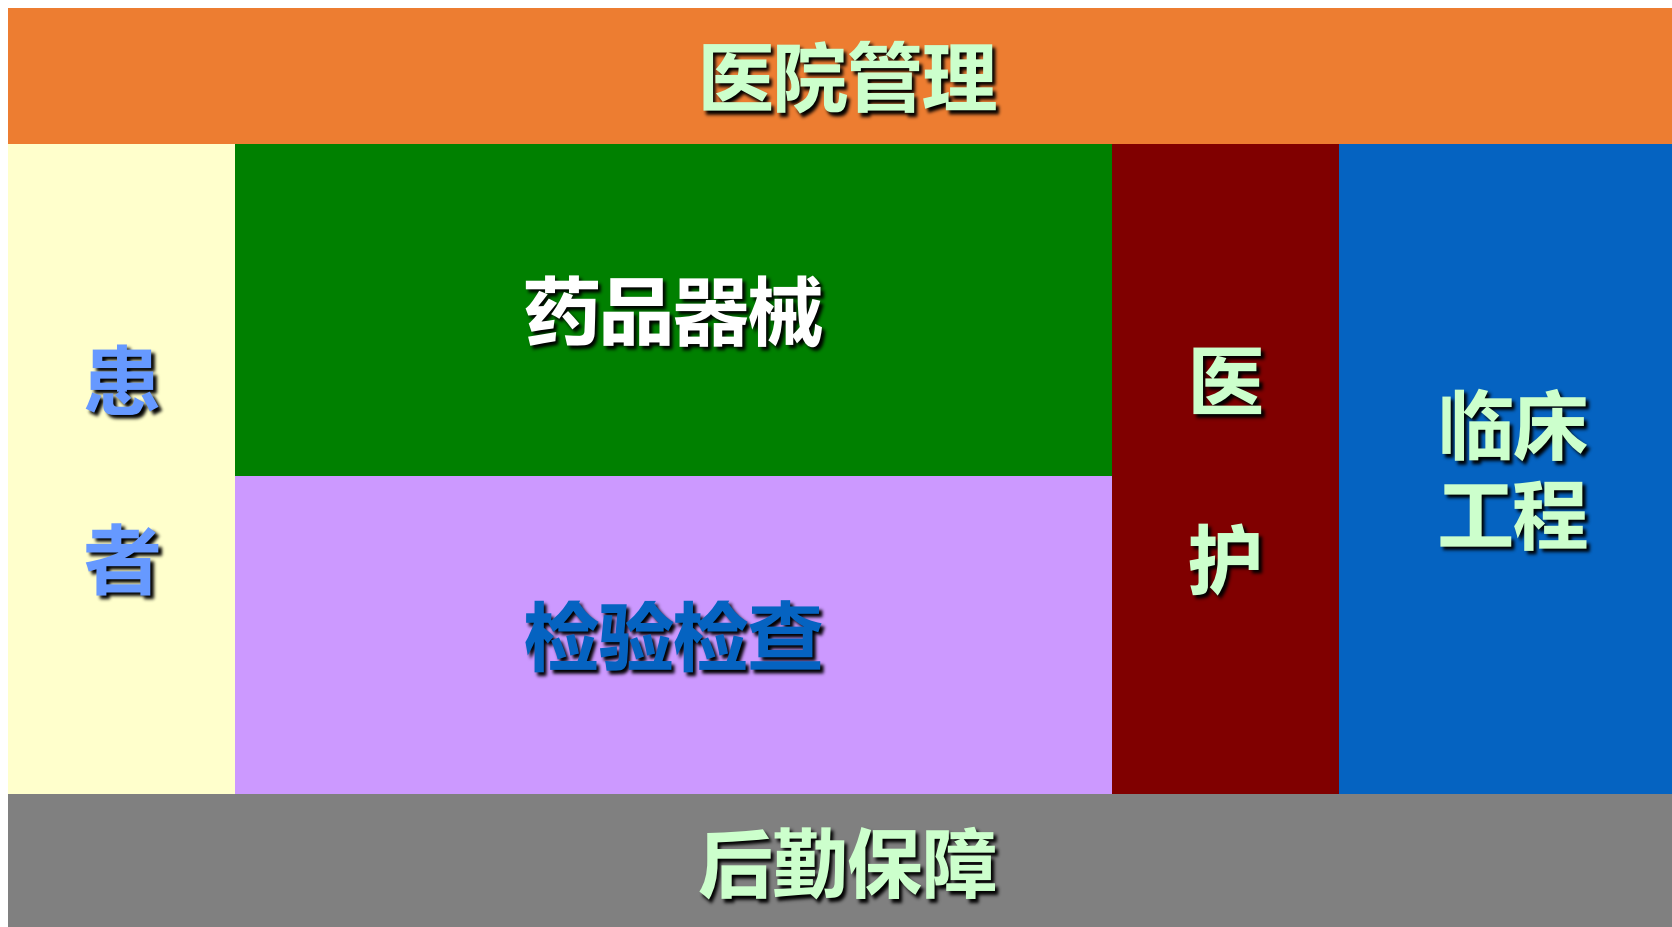 医院管理
患
者
药品器械
检验检查
医
护
临床
工程
后勤保障